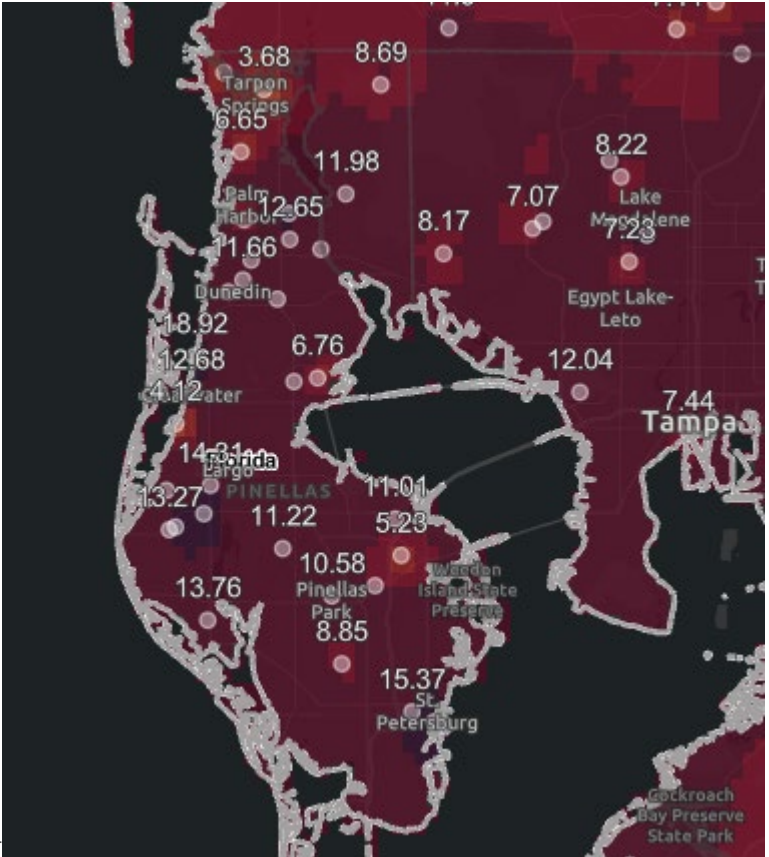 3.68
8.69
Tarpon
Springs
6.65
8.22
11.98
7.07
Lake
Magdalene
Palm
Harbor
12.65
8.17
7.23
11.66
Dunedin
Egypt Lake-
Leto
18.92
6.76
12.68
12.04
4.12
7.44
Tampa
Florida
Largo
PINELLAS
11.01
13.27
11.22
5.23
10.58
Weedon
Island State
Preserve
Pinellas
Park
13.76
8.85
15.37
St.
Petersburg
Cockroach
Bay Preserve
State Park